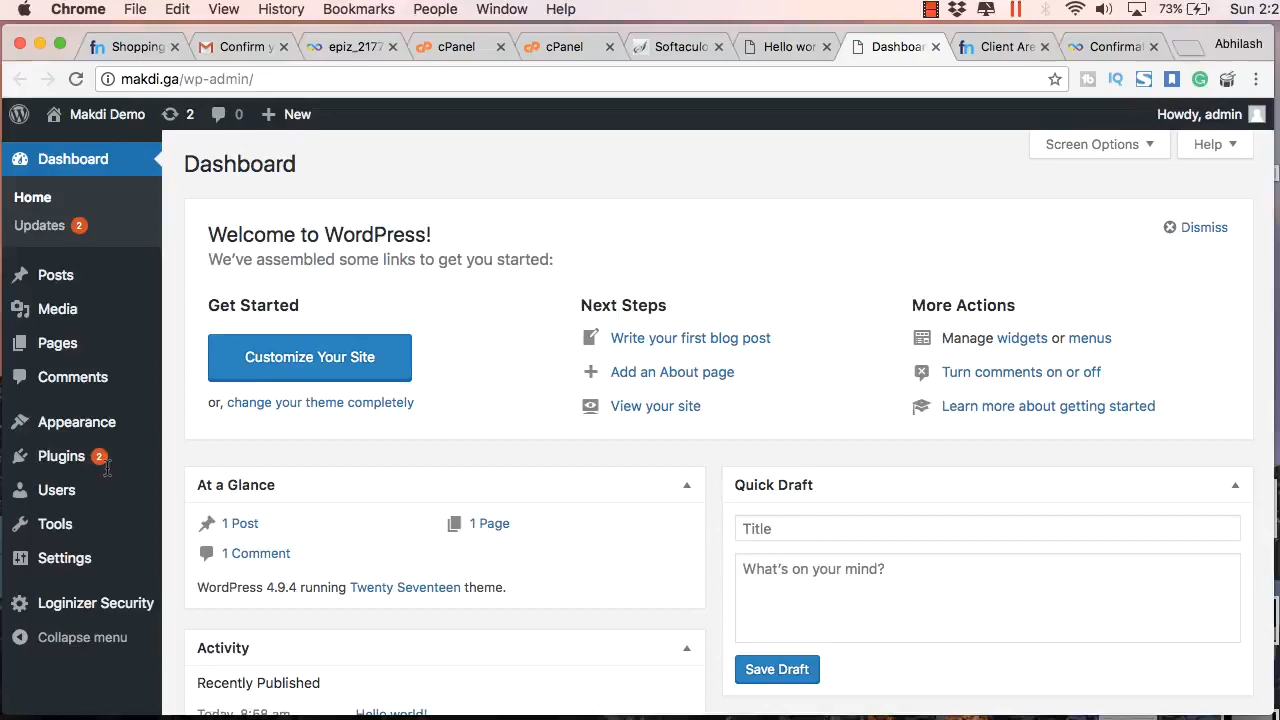 Chrome File Edit View History Bookmarks People Window Help 73% Sun 2:2
Shopping Confirm y epiz_2177 cPanel cPanel Softaculo Hello wor Dashboar Client Are Confirmat Abhilash
makdi.ga/wp-admin/
Makdi Demo 2 0 New Howdy, admin
Dashboard
Home
Updates 2
Posts
Media
Pages
Comments
Appearance
Plugins 2
Users
Tools
Settings
Loginizer Security
Collapse menu
Screen Options Help
Dashboard
Welcome to WordPress!
We've assembled some links to get you started:
Dismiss
Get Started
Customize Your Site
or, change your theme completely
Next Steps
Write your first blog post
Add an About page
View your site
More Actions
Manage widgets or menus
Turn comments on or off
Learn more about getting started
At a Glance
1 Post 1 Page
1 Comment
WordPress 4.9.4 running Twenty Seventeen theme.
Activity
Recently Published
Today, 8:58 am Hello world!
Quick Draft
Title
What's on your mind?
Save Draft